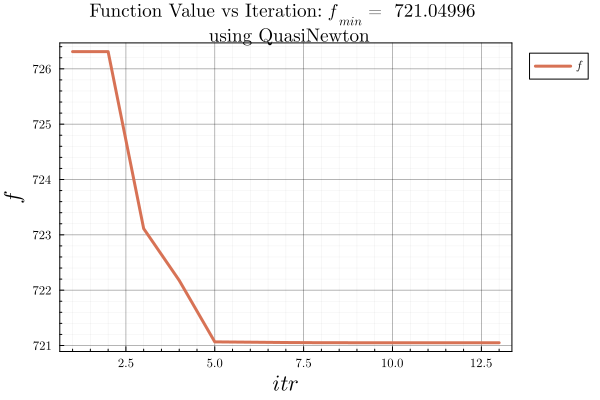 Function Value vs Iteration: f_min = 721.04996
using QuasiNewton
f
726
725
724
723
722
721
f
2.5 5.0 7.5 10.0 12.5
itr